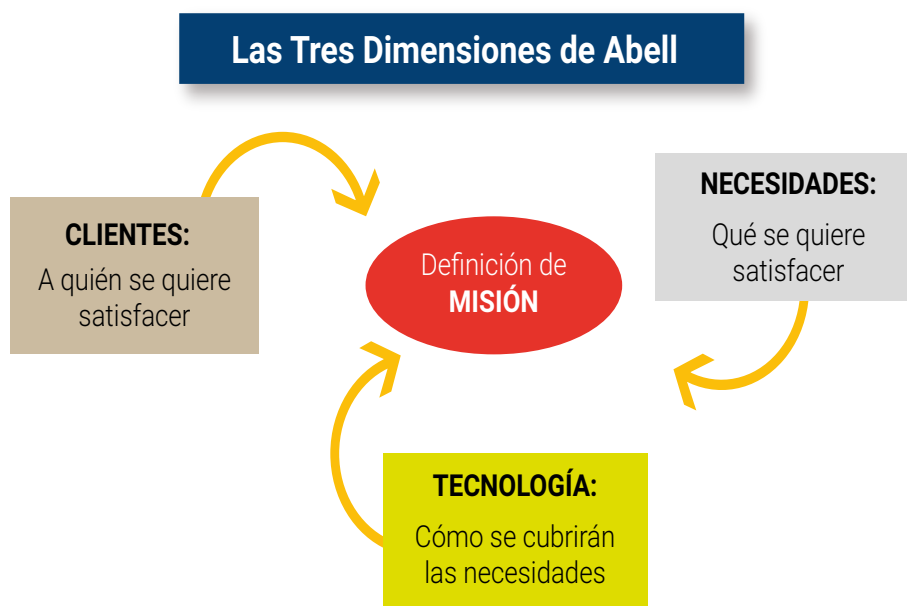 Las Tres Dimensiones de Abell
CLIENTES:
A quién se quiere
satisfacer
Definición de
MISIÓN
NECESIDADES:
Qué se quiere
satisfacer
TECNOLOGÍA:
Cómo se cubrirán
las necesidades